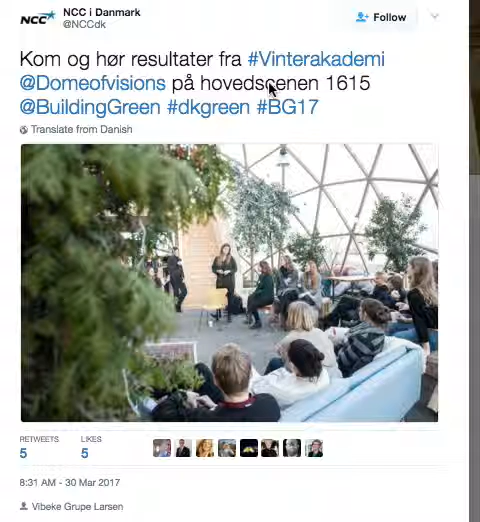 NCC
NCC i Danmark
@NCCdk
Follow
Kom og hør resultater fra #Vinterakademi
@Domeofvisions på hovedscenen 1615
@BuildingGreen #dkgreen #BG17
Translate from Danish
RETWEETS
5
LIKES
5
8:31 AM - 30 Mar 2017
Vibeke Grupe Larsen